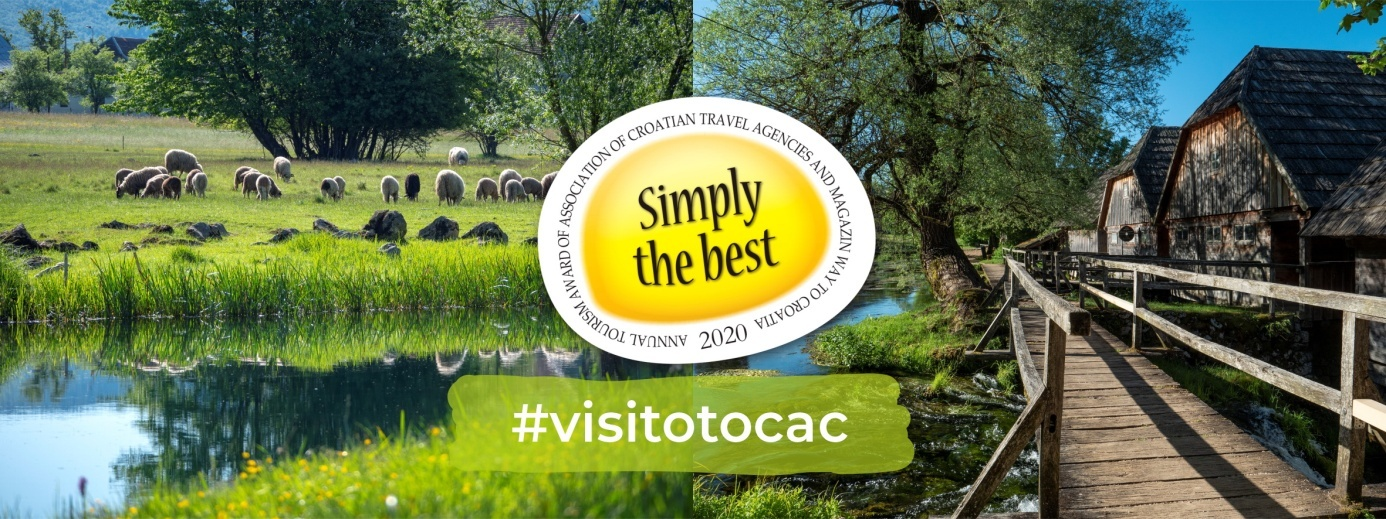 ANNUAL TOURISM AWARD OF ASSOCIATION OF CROATIAN TRAVEL AGENCIES AND MAGAZIN WAY TO CROATIA
Simply
the best
2020
#visitotocac